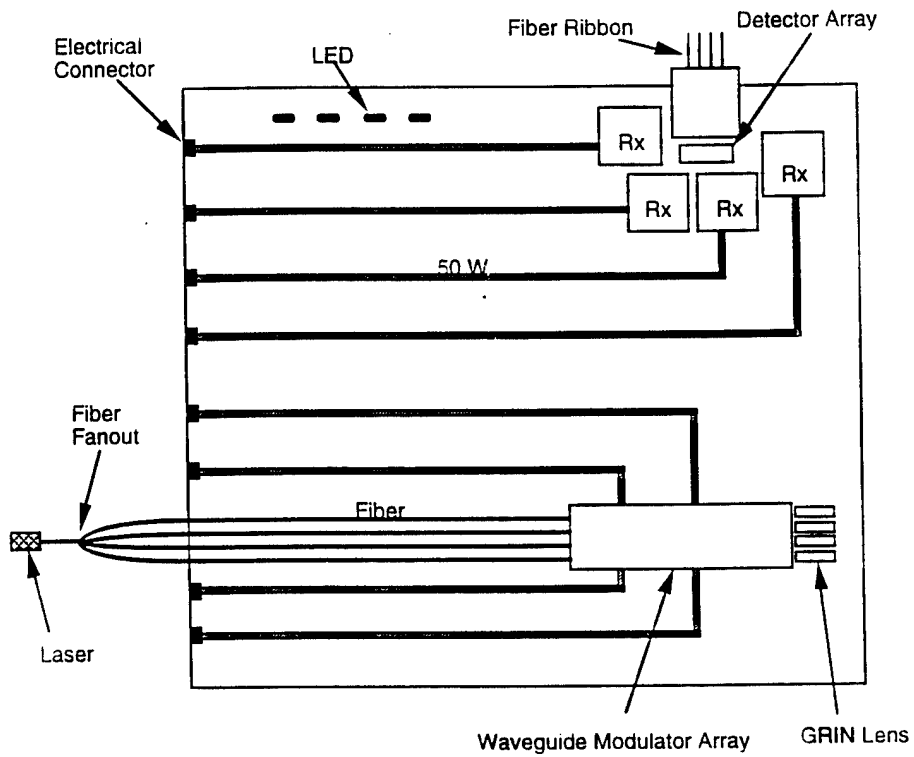 Fiber Ribbon
Detector Array
Electrical
Connector
LED
Rx
Rx
Rx
Rx
50 W
Fiber
Fanout
Fiber
Laser
Waveguide Modulator Array
GRIN Lens